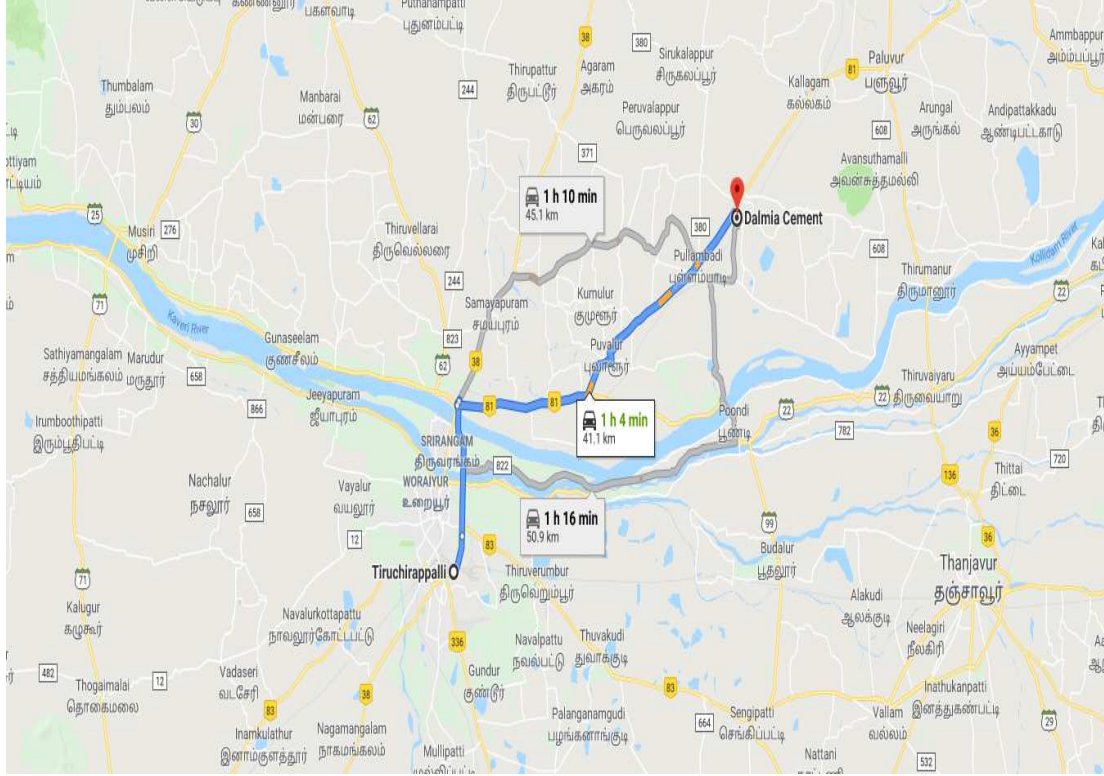 பகளவாடி
Puthanampatti
புதுனம்பட்டி
38
380
Sirukalappur
சிருகலப்பூர்
Ammbappur
Paluvur
பளுவூர்
Thumbalam
தும்பலம்
Thirupattur
திருபட்டூர்
Agaram
அகரம்
244
81
Kallagam
கல்லகம்
Manbarai
மன்பரை
30
62
Peruvalappur
பெருவலப்பூர்
Arungal
அருங்கல்
Andipattakkadu
ஆண்டிபட்டகாடு
608
371
Avansuthamalli
அவனசுத்தமல்லி
1 h 10 min
45.1 km
Dalmia Cement
25
Musiri
முசிறி
276
Thiruvellarai
திருவெல்லரை
380
Pullambadi
புள்ளம்பாடி
608
Kollidam River
Thirumanur
திருமானூர்
244
Kumulur
குமுளூர்
Samayapuram
சமயபுரம்
22
71
Kaveri River
Gunaseelam
குணசீலம்
823
Puvalur
புவாளூர்
Sathiyamangalam
சத்தியமங்கலம்
Marudur
மருதூர்
658
38
62
Ayyampet
அய்யம்பேட்டை
Thiruvaiyaru
திருவையாறு
Jeeyapuram
ஜீயாபுரம்
866
81
81
22
22
Irumboothipatti
இரும்பூதிபட்டி
1 h 4 min
41.1 km
Poondi
பூண்டி
782
36
SRIRANGAM
திருவரங்கம்
822
WORAIYUR
உறையூர்
Thittai
திட்டை
720
136
Nachalur
நசலூர்
Vayalur
வயலூர்
658
1 h 16 min
50.9 km
99
12
83
36
Budalur
பூதலூர்
Thanjavur
தஞ்சாவூர்
Tiruchirappalli
Thiruverumbur
திருவெறும்பூர்
71
Kalugur
கழுகூர்
Alakudi
ஆலக்குடி
Navalurkottapattu
நாவலூர்கோட்டபட்டு
336
Navalpattu
நவல்பட்டு
Thuvakudi
துவாக்குடி
Neelagiri
நீலகிரி
482
12
Vadaseri
வடசேரி
Gundur
குண்டூர்
Thogaimalai
தொகைமலை
38
83
Inathukanpatti
இனத்துகண்பட்டி
83
Inamkulathur
இனாம்குளத்தூர்
Nagamangalam
நாகமங்கலம்
Palanganamgudi
பழங்கனாங்குடி
664
Sengipatti
செங்கிப்பட்டி
Vallam
வல்லம்
29
Mullipatti
Nattani
532